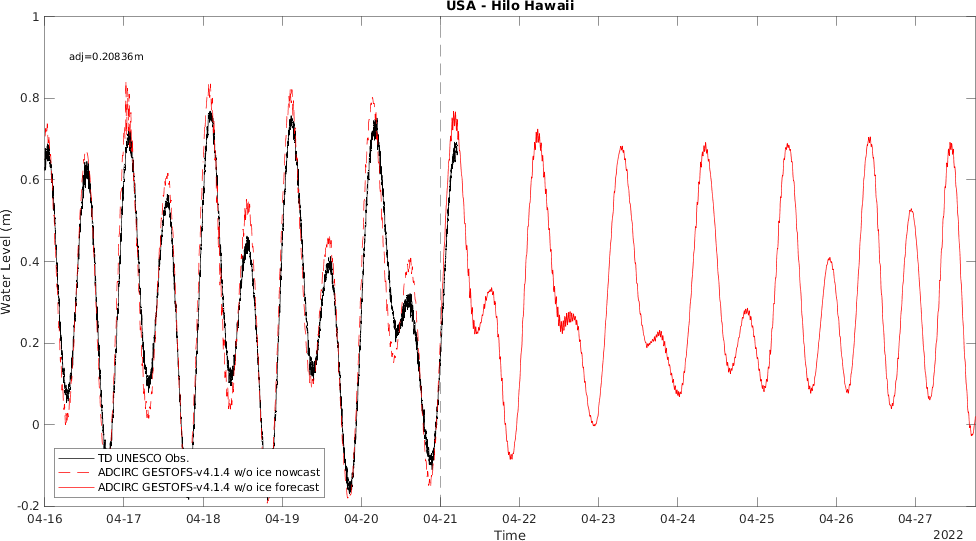 USA - Hilo Hawaii
adj=0.20836m
Water Level (m)
1
0.8
0.6
0.4
0.2
0
-0.2
TD UNESCO Obs.
ADCIRC GESTOFS-v4.1.4 w/o ice nowcast
ADCIRC GESTOFS-v4.1.4 w/o ice forecast
04-16 04-17 04-18 04-19 04-20 04-21 04-22 04-23 04-24 04-25 04-26 04-27
Time
2022